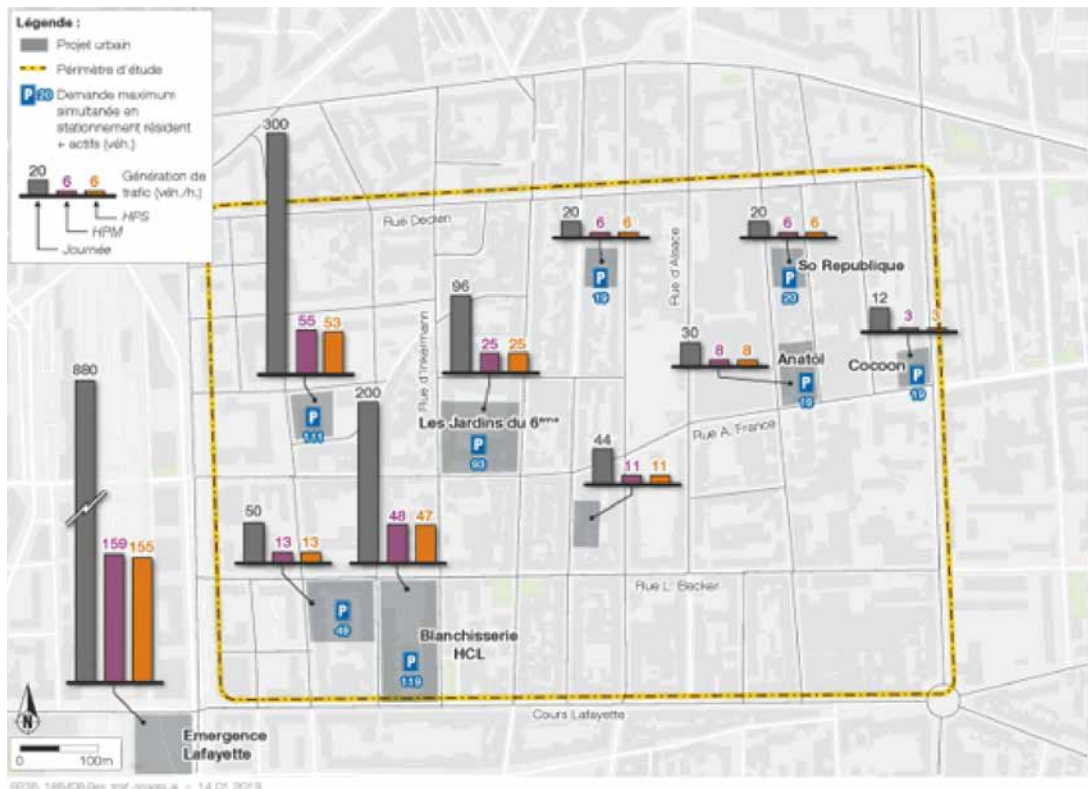 Légende :
Projet urbain
Périmètre d'étude
P 20 Demande maximum
simultanée en
stationnement résident
+ actifs (véh.)
20 6 6 Génération de
trafic (véh./h.)
HPS
HPM
Journée
300
55 53
Rue d'Inkermann
96
25 25
Les Jardins du 6ème
P
93
P
111
20 6 6
P
19
Rue d'Alsace
20 6 6
So Republique
P
20
12 3 3
Cocoon
P
19
30 8 8
Anatöl
P
Rue A. France
44 11 11
200
48 47
Blanchisserie
HCL
P
119
50 13 13
P
49
Rue L. Becker
880
159 155
Emergence
Lafayette
Cours Lafayette
N
0 100m